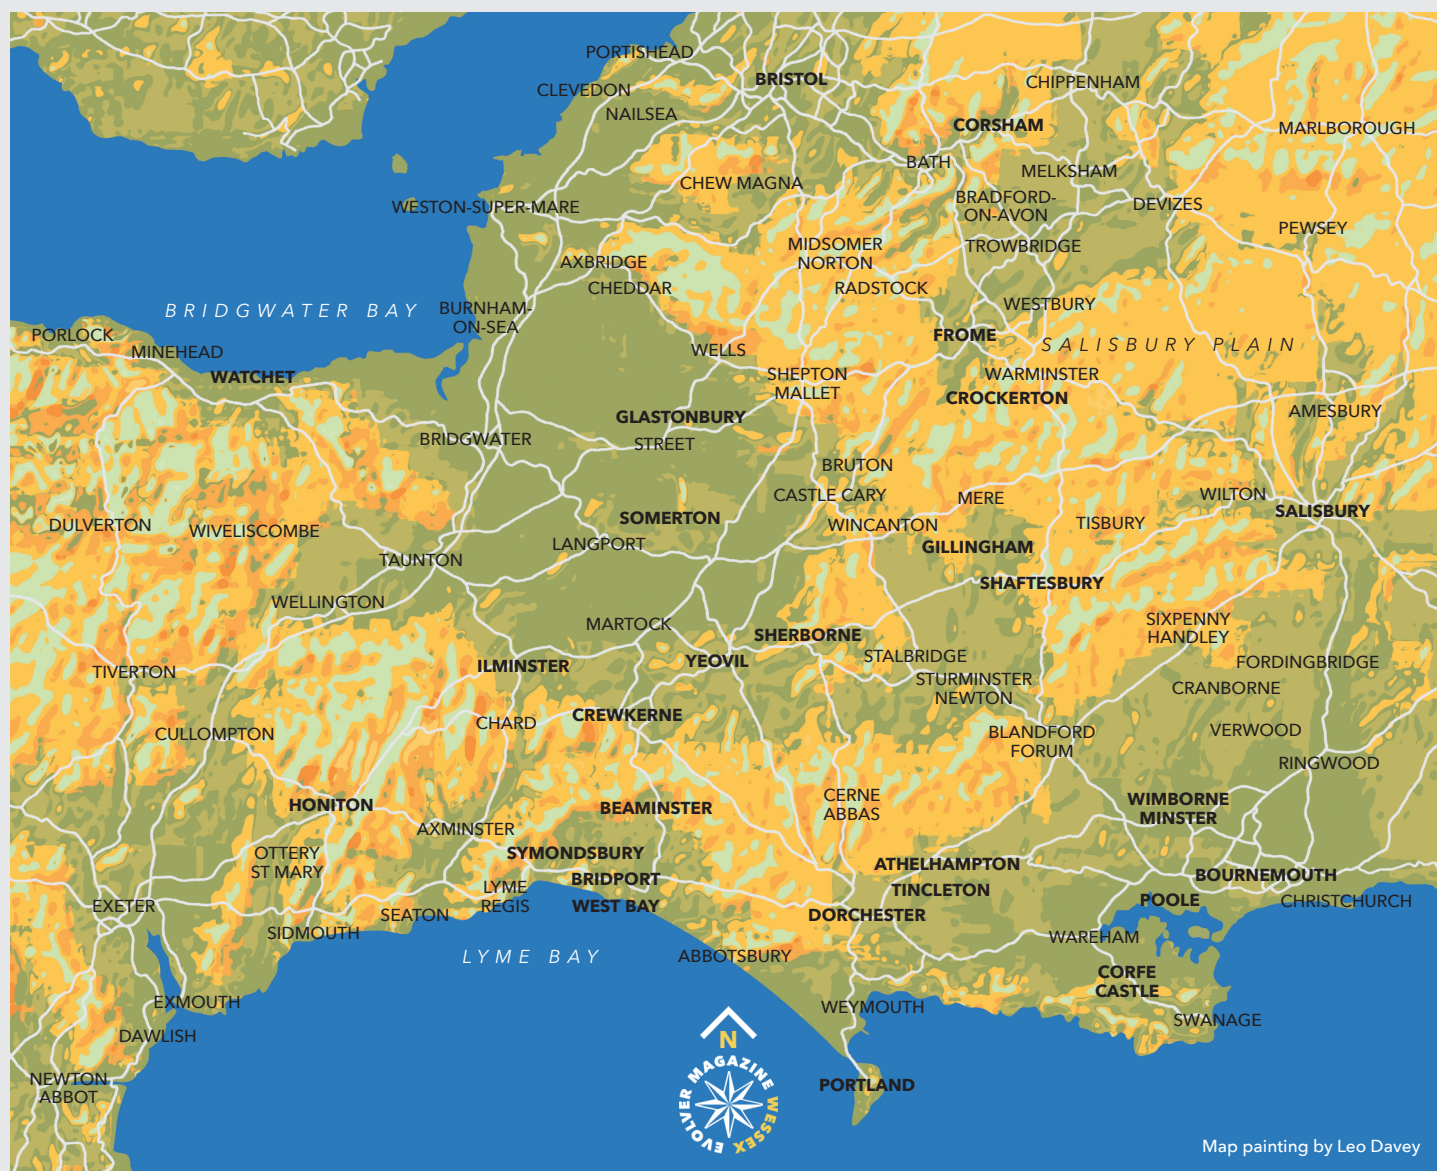 PORTISHEAD
BRISTOL
CLEVEDON
CHIPPENHAM
NAILSEA
CORSHAM
MARLBOROUGH
BATH
MELKSHAM
CHEW MAGNA
BRADFORD-
ON-AVON
WESTON-SUPER-MARE
DEVIZES
PEWSEY
MIDSOMER
NORTON
TROWBRIDGE
AXBRIDGE
CHEDDAR
RADSTOCK
BRIDGWATER BAY
BURNHAM-
ON-SEA
WESTBURY
PORLOCK
FROME
SALISBURY PLAIN
MINEHEAD
WELLS
WATCHET
SHEPTON
MALLET
WARMINSTER
CROCKERTON
GLASTONBURY
AMESBURY
BRIDGWATER
STREET
BRUTON
CASTLE CARY
MERE
WILTON
SALISBURY
DULVERTON
WIVELISCOMBE
SOMERTON
WINCANTON
TISBURY
LANGPORT
GILLINGHAM
TAUNTON
SHAFTESBURY
WELLINGTON
MARTOCK
SHERBORNE
SIXPENNY
HANDLEY
TIVERTON
ILMINSTER
YEOVIL
STALBRIDGE
FORDINGBRIDGE
STURMINSTER
NEWTON
CRANBORNE
CULLOMPTON
CHARD
CREWKERNE
BLANDFORD
FORUM
VERWOOD
RINGWOOD
HONITON
BEAMINSTER
CERNE
ABBAS
WIMBORNE
MINSTER
AXMINSTER
OTTERY
ST MARY
SYMONDSBURY
ATHELHAMPTON
BRIDPORT
TINCLETON
BOURNEMOUTH
LYME
REGIS
WEST BAY
POOLE
CHRISTCHURCH
EXETER
SEATON
DORCHESTER
SIDMOUTH
WAREHAM
LYME BAY
ABBOTSBURY
CORFE
CASTLE
EXMOUTH
WEYMOUTH
SWANAGE
DAWLISH
N
NEWTON
ABBOT
EVOLVER MAGAZINE WESSEX
PORTLAND
Map painting by Leo Davey